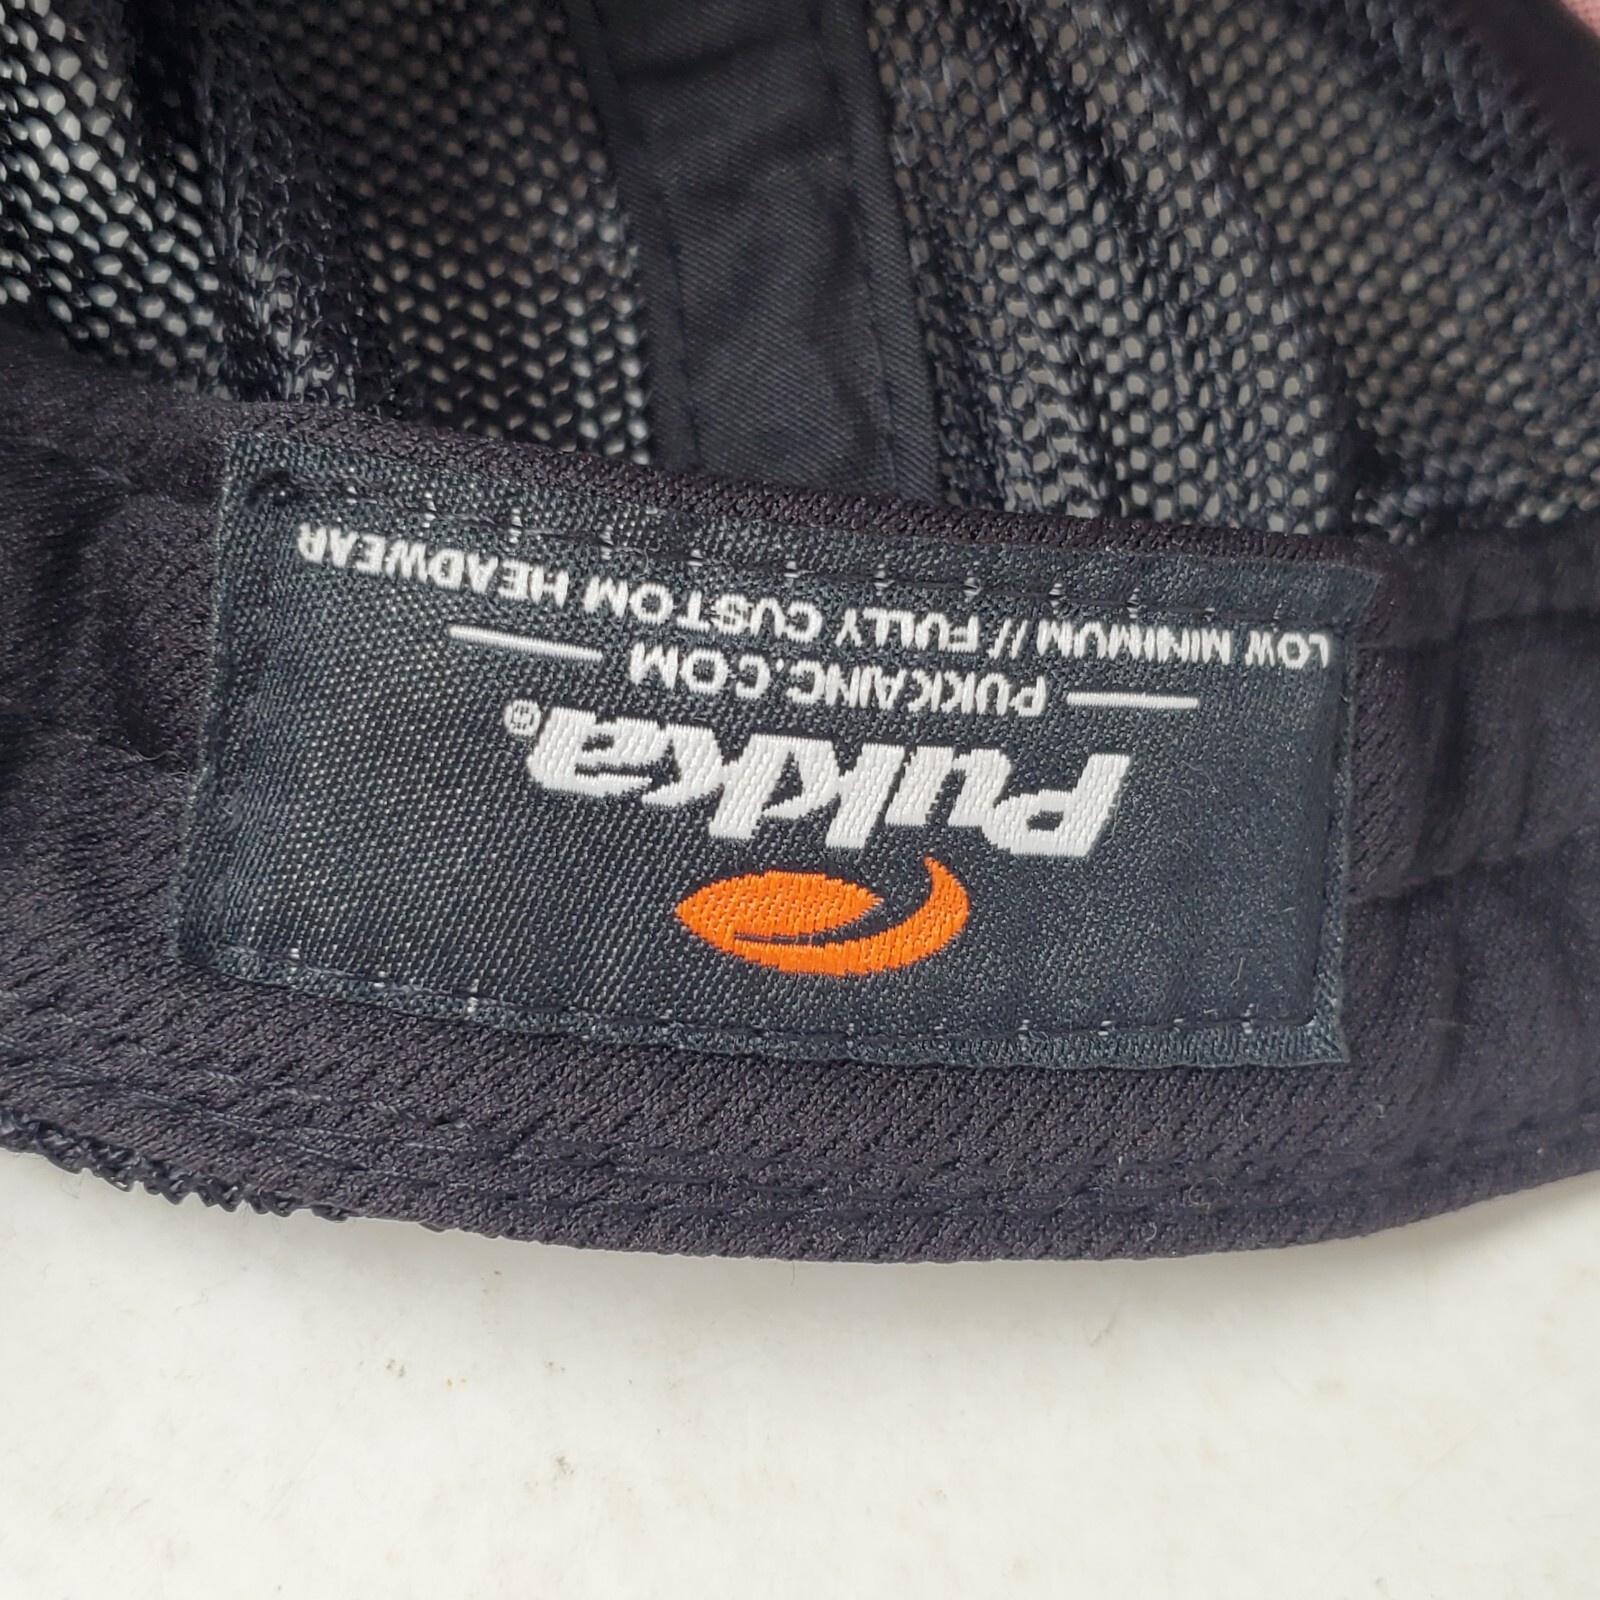 Pukka®
PUKKAINC.COM
LOW MINIMUM // FULLY CUSTOM HEADWEAR